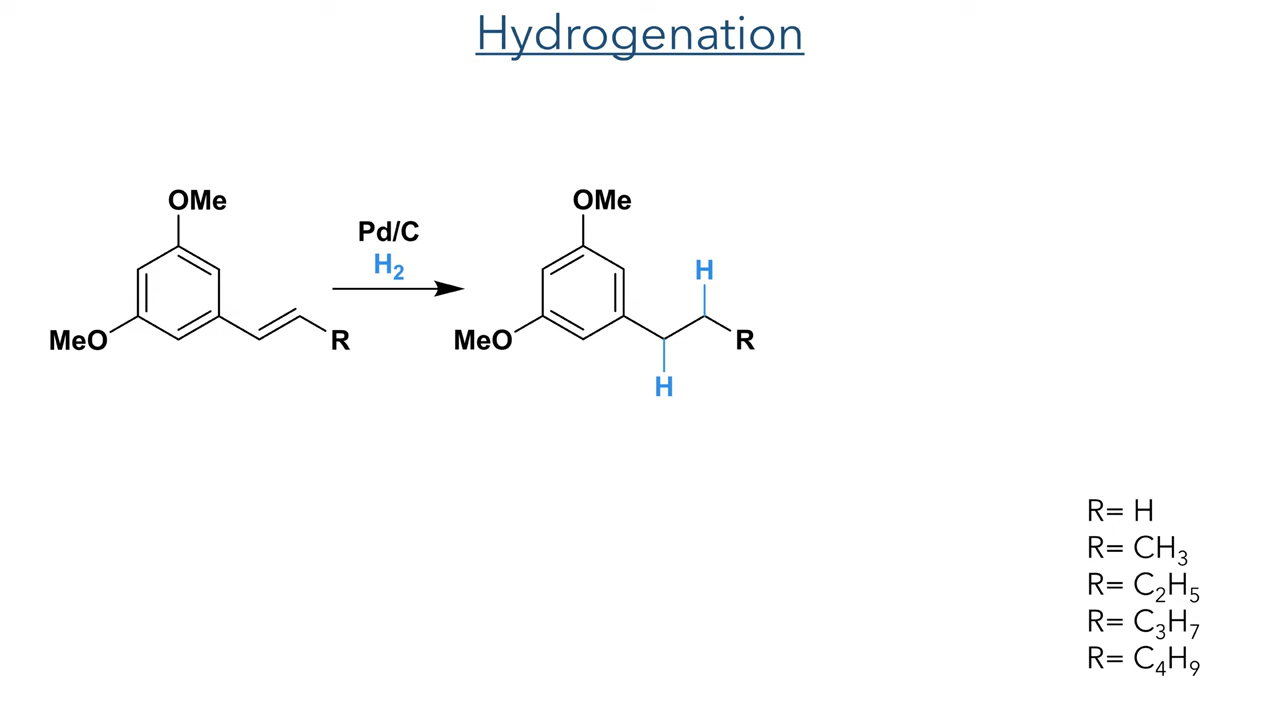 Hydrogenation
OMe
MeO
R
Pd/C
H₂
OMe
H
MeO
R
H
R= H
R= CH₃
R= C₂H₅
R= C₃H₇
R= C₄H₉